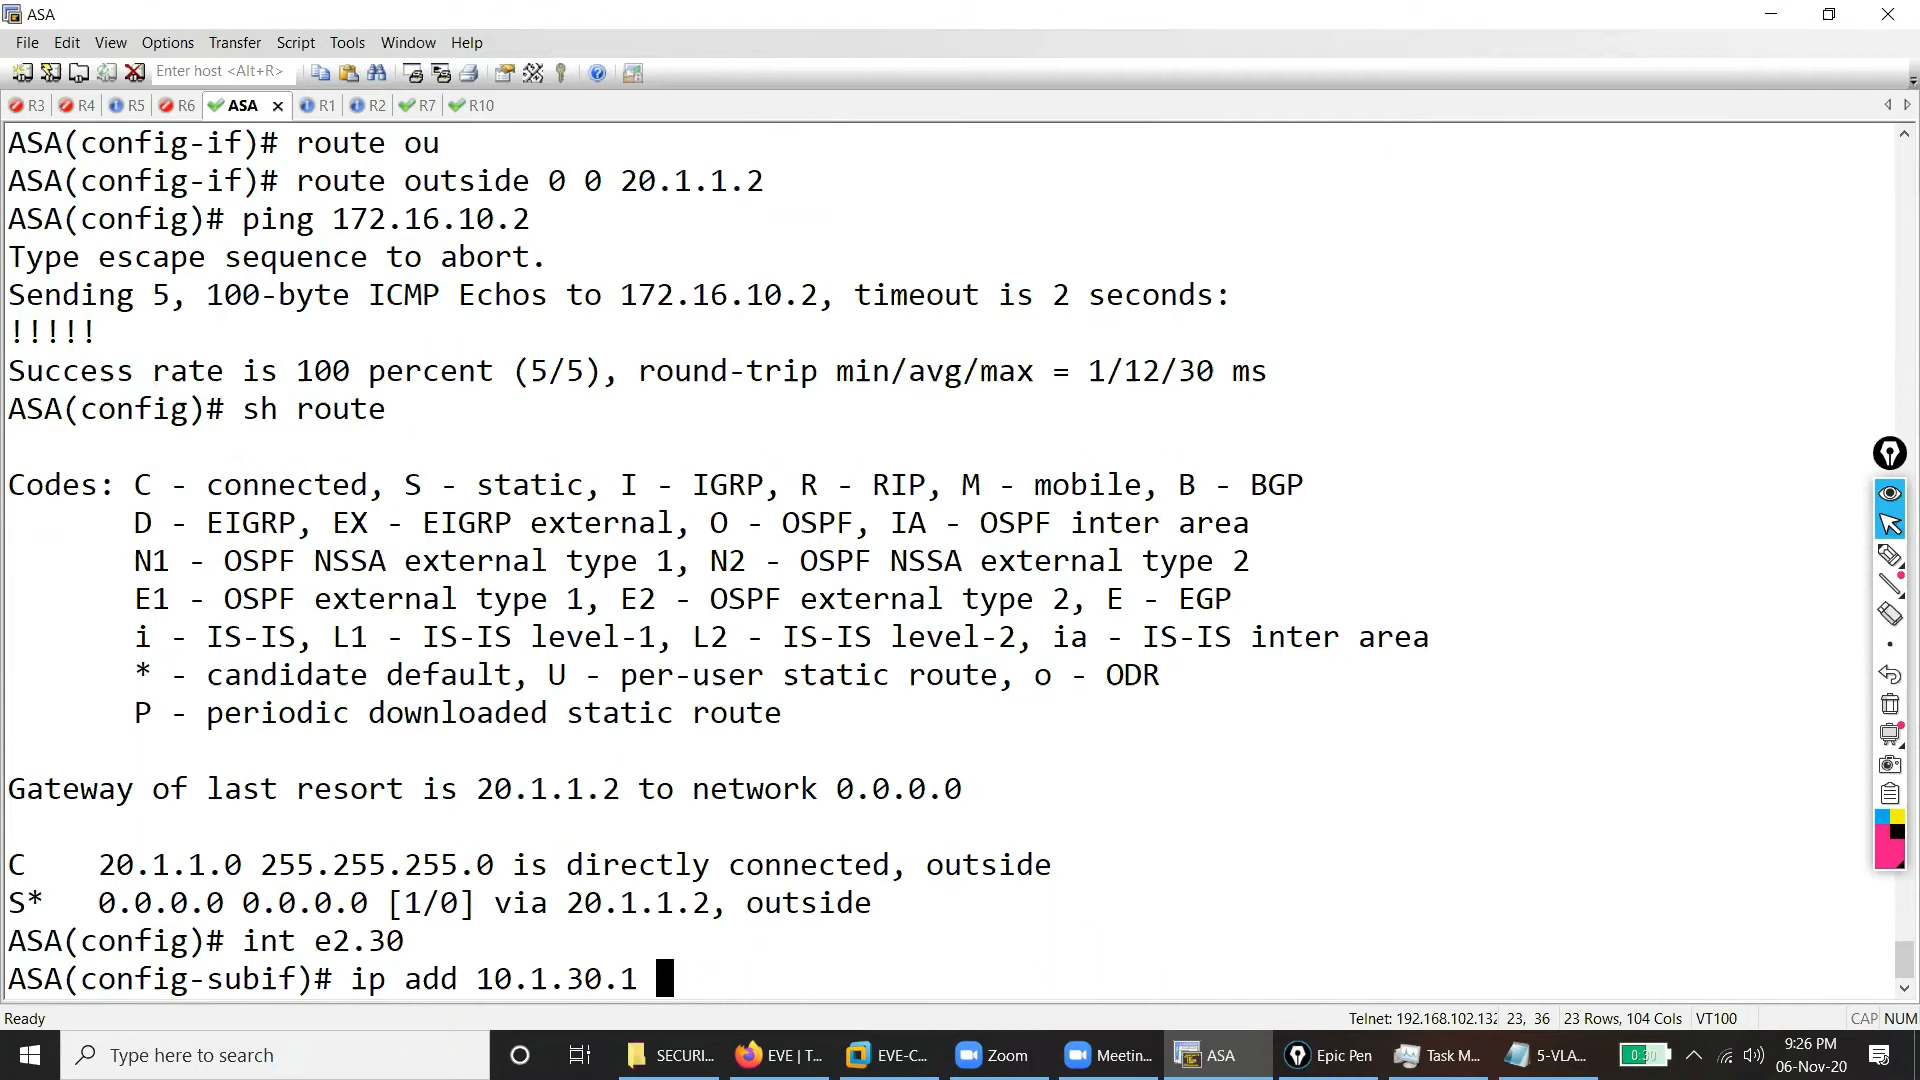 ASA
File Edit View Options Transfer Script Tools Window Help
Enter host <Alt+R>
R3 R4 R5 R6 ASA R1 R2 R7 R10
ASA(config-if)# route ou
ASA(config-if)# route outside 0 0 20.1.1.2
ASA(config)# ping 172.16.10.2
Type escape sequence to abort.
Sending 5, 100-byte ICMP Echos to 172.16.10.2, timeout is 2 seconds:
!!!!!
Success rate is 100 percent (5/5), round-trip min/avg/max = 1/12/30 ms
ASA(config)# sh route
Codes: C - connected, S - static, I - IGRP, R - RIP, M - mobile, B - BGP
D - EIGRP, EX - EIGRP external, O - OSPF, IA - OSPF inter area
N1 - OSPF NSSA external type 1, N2 - OSPF NSSA external type 2
E1 - OSPF external type 1, E2 - OSPF external type 2, E - EGP
i - IS-IS, L1 - IS-IS level-1, L2 - IS-IS level-2, ia - IS-IS inter area
* - candidate default, U - per-user static route, o - ODR
P - periodic downloaded static route
Gateway of last resort is 20.1.1.2 to network 0.0.0.0
C 20.1.1.0 255.255.255.0 is directly connected, outside
S* 0.0.0.0 0.0.0.0 [1/0] via 20.1.1.2, outside
ASA(config)# int e2.30
ASA(config-subif)# ip add 10.1.30.1
Ready Telnet: 192.168.102.132 23, 36 23 Rows, 104 Cols VT100 CAP NUM
Type here to search SECURI... EVE | T... EVE-C... Zoom Meetin... ASA Epic Pen Task M... 5-VLA... 0:30 9:26 PM
06-Nov-20